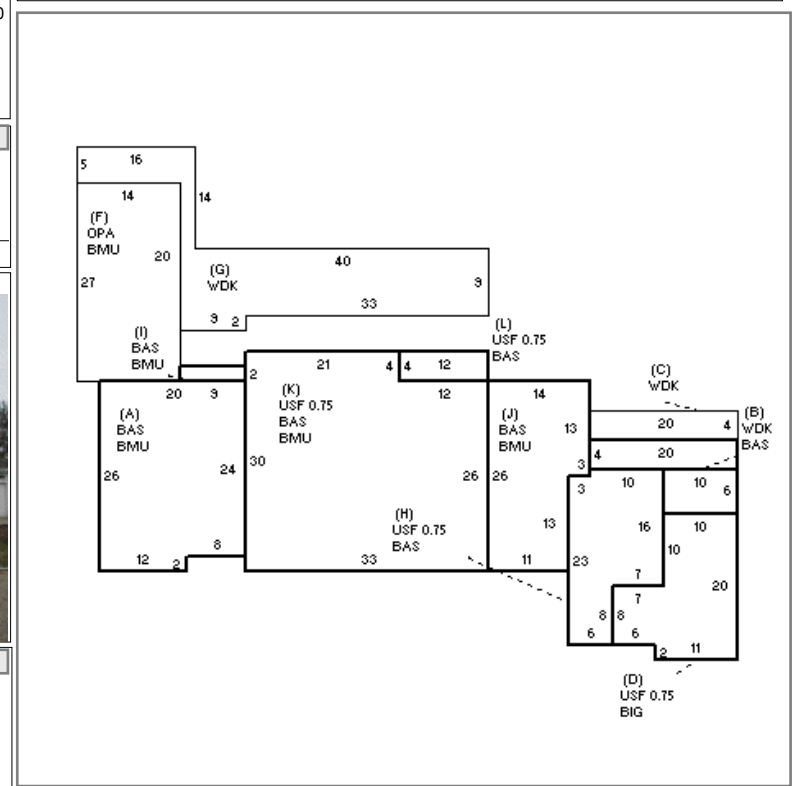 0
5
16
14
14
(F)
OPA
BMU
20
(G)
WDK
40
9
27
33
9
2
(I)
BAS
BMU
(L)
USF 0.75
BAS
21
4
4
12
2
20
9
(K)
USF 0.75
BAS
BMU
12
14
(C)
WDK
(A)
BAS
BMU
(J)
BAS
BMU
13
20
4
(B)
WDK
BAS
4
20
26
24
30
26
26
3
3
10
10
6
(H)
USF 0.75
BAS
13
16
10
10
8
12
2
33
11
23
7
7
20
8
8
6
6
2
11
(D)
USF 0.75
BIG